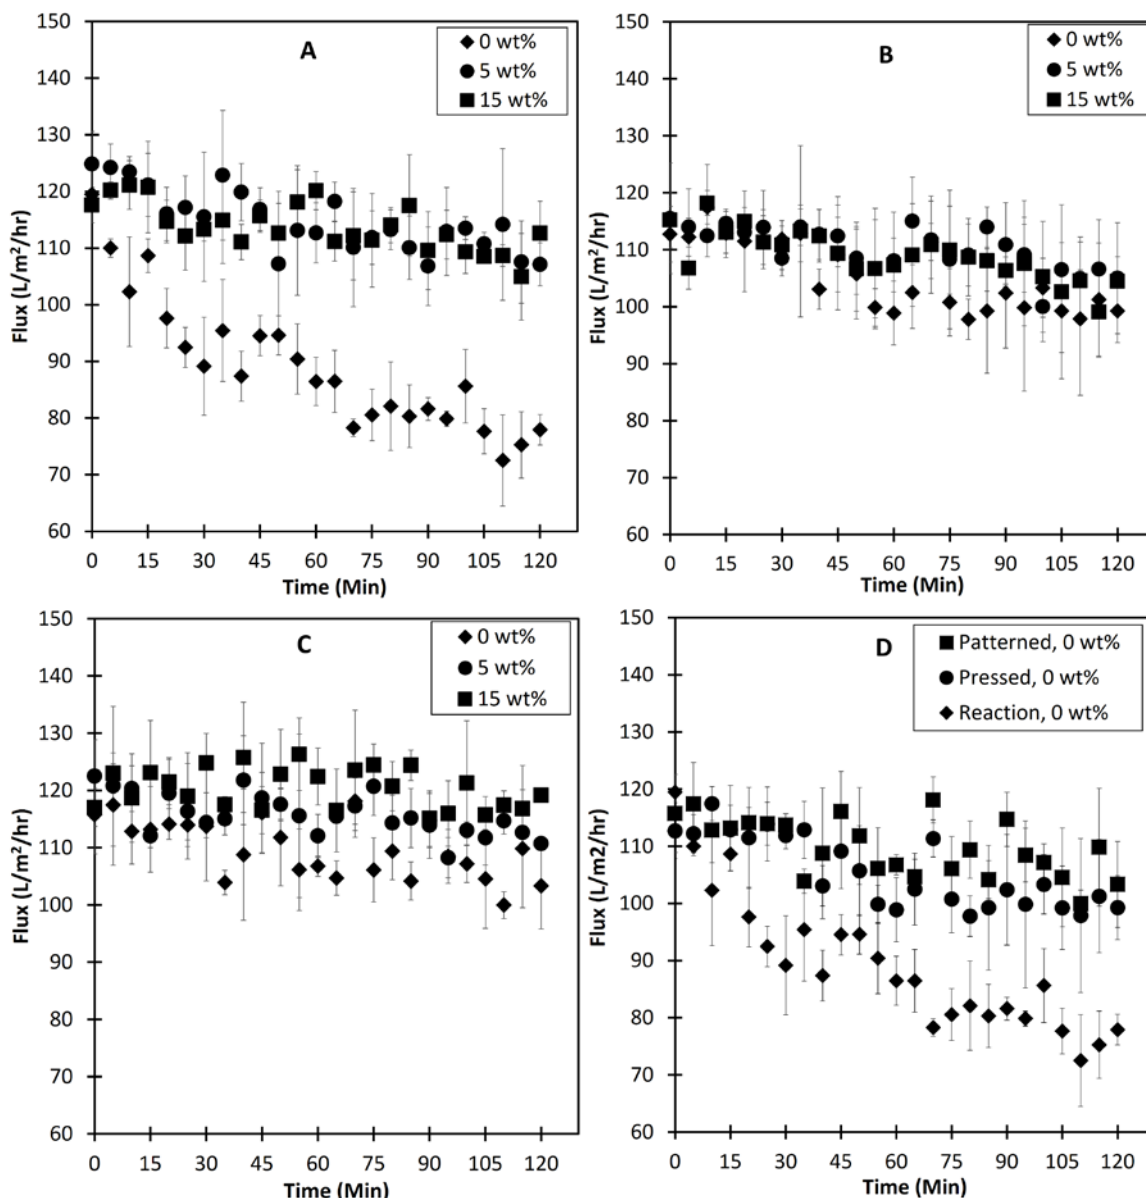 A
0 wt%
5 wt%
15 wt%
150
140
130
120
110
100
90
80
70
60
Flux (L/m²/hr)
0 15 30 45 60 75 90 105 120
Time (Min)
B
0 wt%
5 wt%
15 wt%
150
140
130
120
110
100
90
80
70
60
Flux (L/m²/hr)
0 15 30 45 60 75 90 105 120
Time (Min)
C
0 wt%
5 wt%
15 wt%
150
140
130
120
110
100
90
80
70
60
Flux (L/m²/hr)
0 15 30 45 60 75 90 105 120
Time (Min)
D
Patterned, 0 wt%
Pressed, 0 wt%
Reaction, 0 wt%
150
140
130
120
110
100
90
80
70
60
Flux (L/m2/hr)
0 15 30 45 60 75 90 105 120
Time (Min)